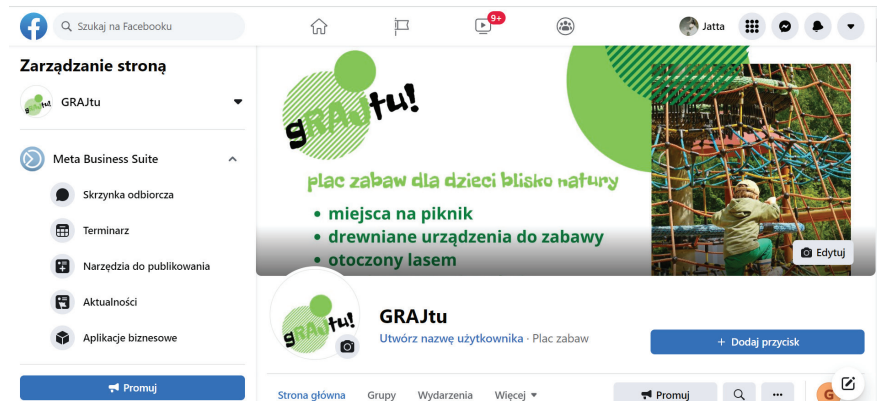 Szukaj na Facebooku
9+
Jatta
Zarządzanie stroną
gRAJtu!
GRAJtu
Meta Business Suite
Skrzynka odbiorcza
Terminarz
Narzędzia do publikowania
Aktualności
Aplikacje biznesowe
Promuj
gRAJtu!
plac zabaw dla dzieci blisko natury
• miejsca na piknik
• drewniane urządzenia do zabawy
• otoczony lasem
Edytuj
gRAJtu!
GRAJtu
Utwórz nazwę użytkownika · Plac zabaw
+ Dodaj przycisk
Strona główna Grupy Wydarzenia Więcej
Promuj
G